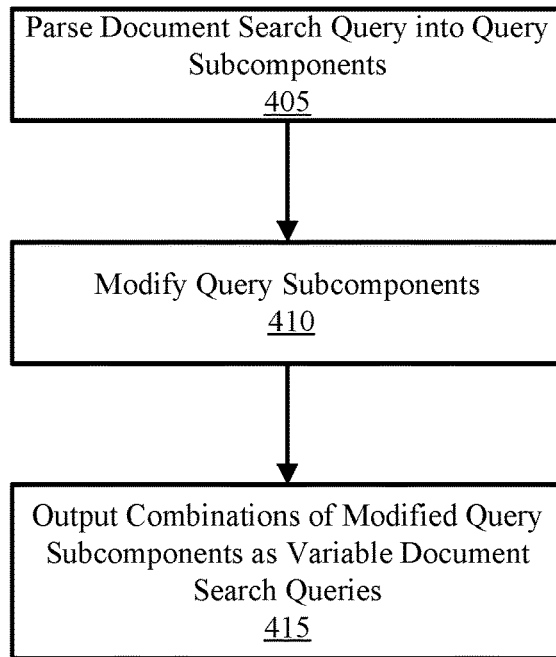 Parse Document Search Query into Query
Subcomponents
405
Modify Query Subcomponents
410
Output Combinations of Modified Query
Subcomponents as Variable Document
Search Queries
415